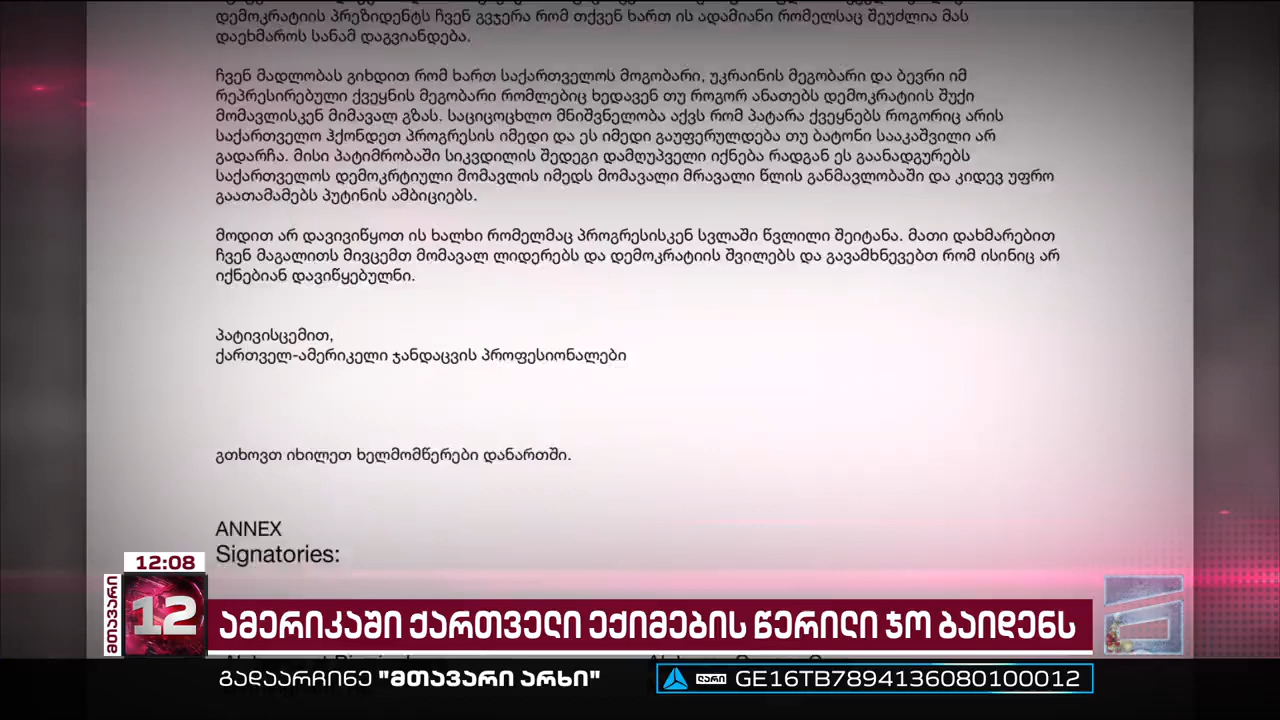 დემოკრატიის პრეზიდენტს ჩვენ გვჯერა რომ თქვენ ხართ ის ადამიანი რომელსაც შეუძლია მას
დაეხმაროს სანამ დაგვიანდება.
ჩვენ მადლობას გიხდით რომ ხართ საქართველოს მოგობარი, უკრაინის მეგობარი და ბევრი იმ
რეპრესირებული ქვეყნის მეგობარი რომლებიც ხედავენ თუ როგორ ანათებს დემოკრატიის შუქი
მომავლისკენ მიმავალ გზას. საციცოცხლო მნიშვნელობა აქვს რომ პატარა ქვეყნებს როგორიც არის
საქართველო ჰქონდეთ პროგრესის იმედი და ეს იმედი გაუფერულდება თუ ბატონი სააკაშვილი არ
გადარჩა. მისი პატიმრობაში სიკვდილის შედეგი დამღუპველი იქნება რადგან ეს გაანადგურებს
საქართველოს დემოკრტიული მომავლის იმედს მომავალი მრავალი წლის განმავლობაში და კიდევ უფრო
გაათამამებს პუტინის ამბიციებს.
მოდით არ დავივიწყოთ ის ხალხი რომელმაც პროგრესისკენ სვლაში წვლილი შეიტანა. მათი დახმარებით
ჩვენ მაგალითს მივცემთ მომავალ ლიდერებს და დემოკრატიის შვილებს და გავამხნევებთ რომ ისინიც არ
იქნებიან დავიწყებულნი.
პატივისცემით,
ქართველ-ამერიკელი ჯანდაცვის პროფესიონალები
გთხოვთ იხილეთ ხელმომწერები დანართში.
ANNEX
Signatories:
12:08
მთავარი
12
ამერიკაში ქართველი ექიმების წერილი ჯო ბაიდენს
გადაარჩინე "მთავარი არხი"
ლარი GE16TB7894136080100012